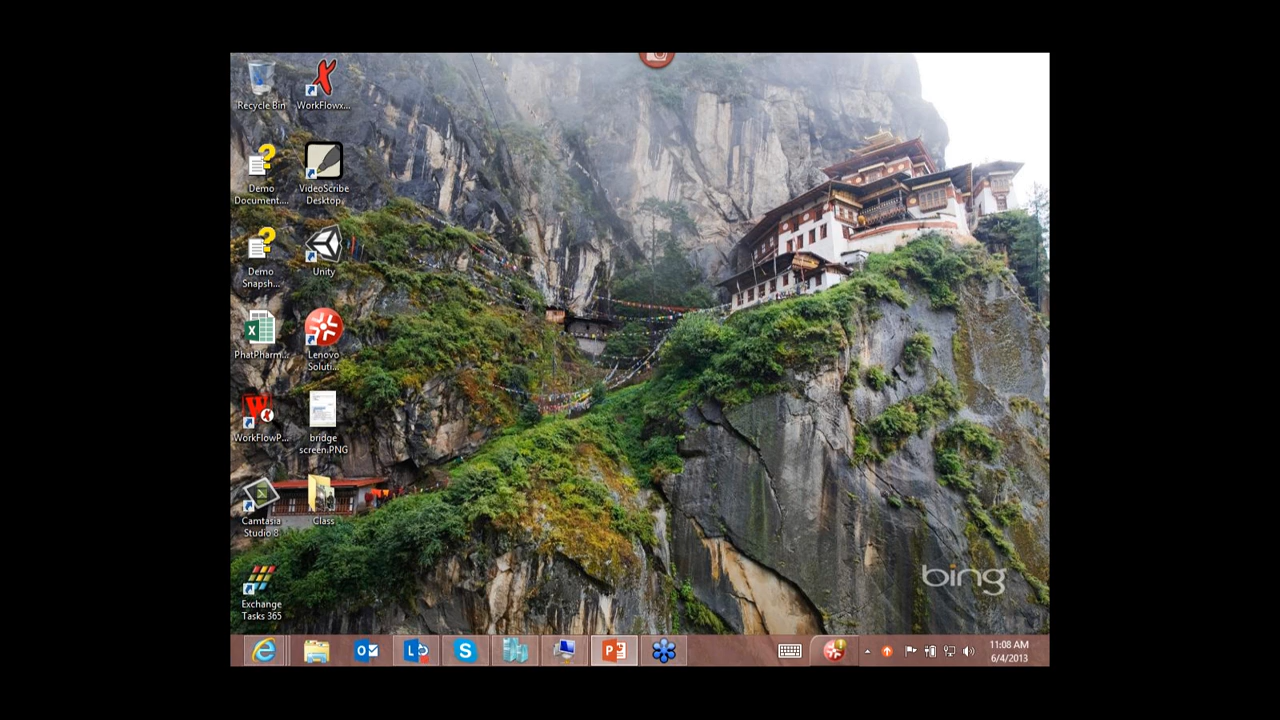 Recycle Bin
WorkFlowx...
Demo
Document....
VideoScribe
Desktop
Demo
Snapsh...
Unity
PhatPharm...
Lenovo
Soluti...
WorkFlowP...
bridge
screen.PNG
Camtasia
Studio 8
Class
Exchange
Tasks 365
bing
11:08 AM
6/4/2013